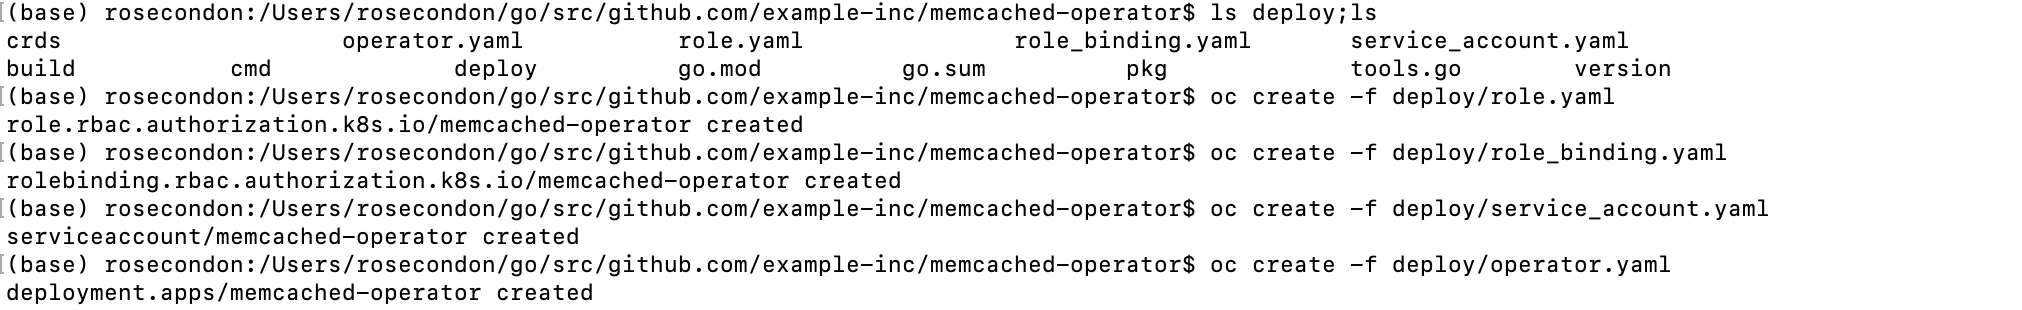 (base) rosecondon:/Users/rosecondon/go/src/github.com/example-inc/memcached-operator$ ls deploy;ls
crds operator.yaml role.yaml role_binding.yaml service_account.yaml
build cmd deploy go.mod go.sum pkg tools.go version
(base) rosecondon:/Users/rosecondon/go/src/github.com/example-inc/memcached-operator$ oc create -f deploy/role.yaml
role.rbac.authorization.k8s.io/memcached-operator created
(base) rosecondon:/Users/rosecondon/go/src/github.com/example-inc/memcached-operator$ oc create -f deploy/role_binding.yaml
rolebinding.rbac.authorization.k8s.io/memcached-operator created
(base) rosecondon:/Users/rosecondon/go/src/github.com/example-inc/memcached-operator$ oc create -f deploy/service_account.yaml
serviceaccount/memcached-operator created
(base) rosecondon:/Users/rosecondon/go/src/github.com/example-inc/memcached-operator$ oc create -f deploy/operator.yaml
deployment.apps/memcached-operator created